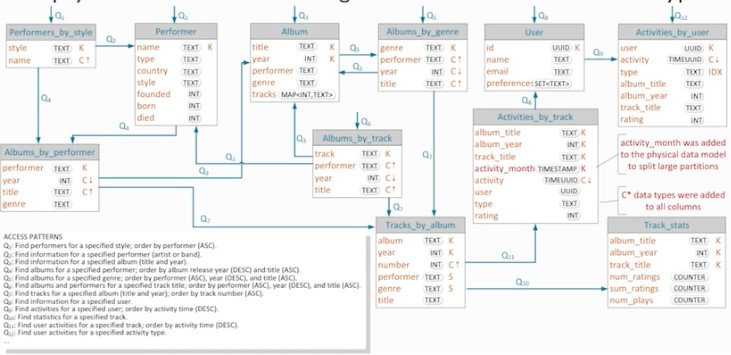 Q₁
Q₂
Q₃
Q₅
Q₈
Q₁₂
Performers_by_style
style TEXT K
name TEXT C↑
Q₂
Performer
name TEXT K
type TEXT
country TEXT
style TEXT
founded INT
born INT
died INT
Album
title TEXT K
year INT K
performer TEXT
genre TEXT
tracks MAP<INT,TEXT>
Albums_by_genre
genre TEXT K
performer TEXT C↑
year INT C↓
title TEXT C↑
User
id UUID K
name TEXT
email TEXT
preferences SET<TEXT>
Q₉
Activities_by_user
user UUID K
activity TIMEUUID C↓
type TEXT IDX
album_title TEXT
album_year INT
track_title TEXT
rating INT
Q₄
Q₄
Q₃
Q₈
Albums_by_performer
performer TEXT K
year INT C↓
title TEXT C↑
genre TEXT
Q₃
Q₇
Albums_by_track
track TEXT K
performer TEXT C↑
year INT C↓
title TEXT C↑
Q₇
Q₇
Activities_by_track
album_title TEXT K
album_year INT K
track_title TEXT K
activity_month TIMESTAMP K
activity TIMEUUID C↓
user UUID
type TEXT
rating INT
activity_month was added
to the physical data model
to split large partitions
C* data types were added
to all columns
Tracks_by_album
album TEXT K
year INT K
number INT C↑
performer TEXT S
genre TEXT S
title TEXT
Q₁₁
Q₁₀
Track_stats
album_title TEXT K
album_year INT K
track_title TEXT K
num_ratings COUNTER
sum_ratings COUNTER
num_plays COUNTER
ACCESS PATTERNS
Q₁: Find performers for a specified style; order by performer (ASC).
Q₂: Find information for a specified performer (artist or band).
Q₃: Find information for a specified album (title and year).
Q₄: Find albums for a specified performer; order by album release year (DESC) and title (ASC).
Q₅: Find albums for a specified genre; order by performer (ASC), year (DESC), and title (ASC).
Q₆: Find albums and performers for a specified track title; order by performer (ASC), year (DESC), and title (ASC).
Q₇: Find tracks for a specified album (title and year); order by track number (ASC).
Q₈: Find information for a specified user.
Q₉: Find activities for a specified user; order by activity time (DESC).
Q₁₀: Find statistics for a specified track.
Q₁₁: Find user activities for a specified track; order by activity time (DESC).
Q₁₂: Find user activities for a specified activity type.
...